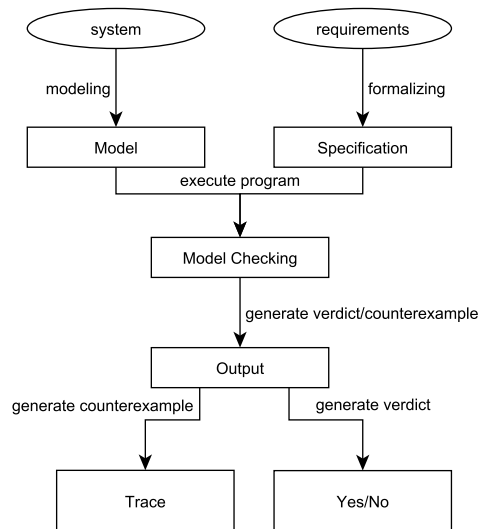 system
requirements
modeling
formalizing
Model
Specification
execute program
Model Checking
generate verdict/counterexample
Output
generate counterexample
generate verdict
Trace
Yes/No